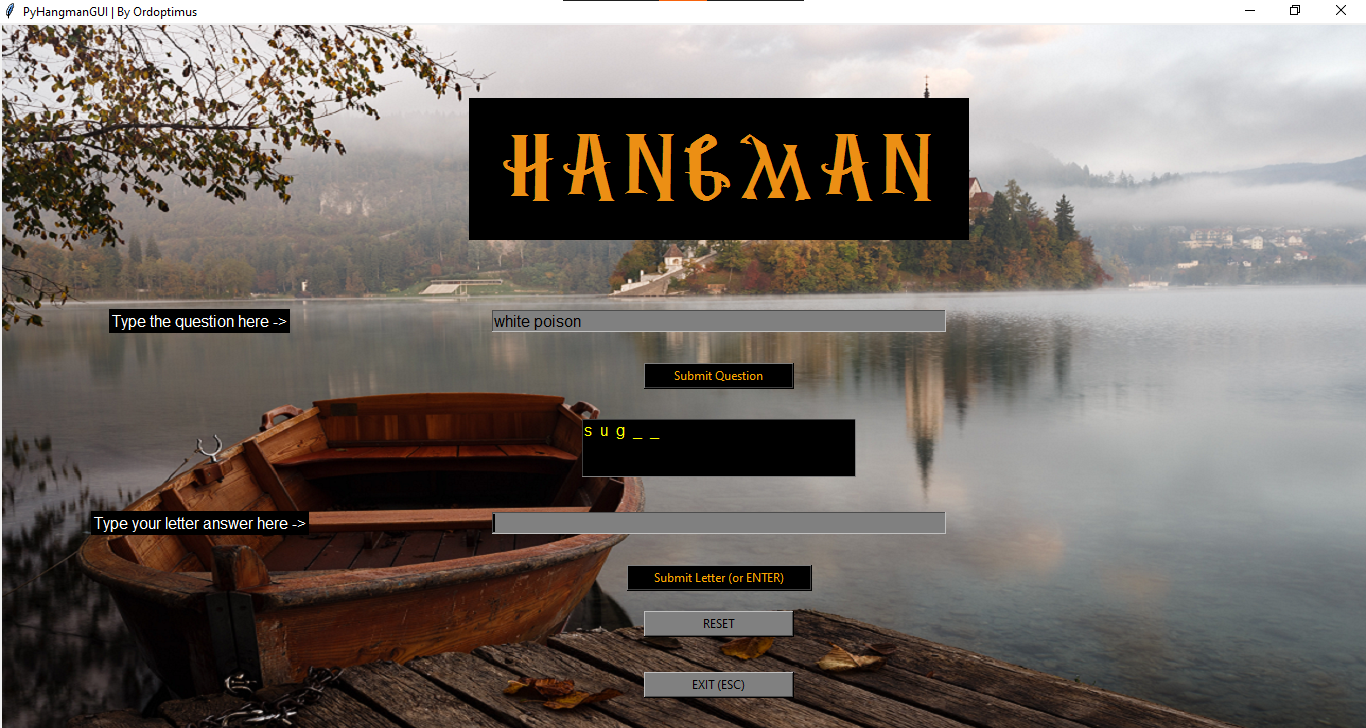 PyHangmanGUI | By Ordoptimus
HANGMAN
Type the question here -> white poison
Submit Question
s u g _ _
Type your letter answer here ->
Submit Letter (or ENTER)
RESET
EXIT (ESC)